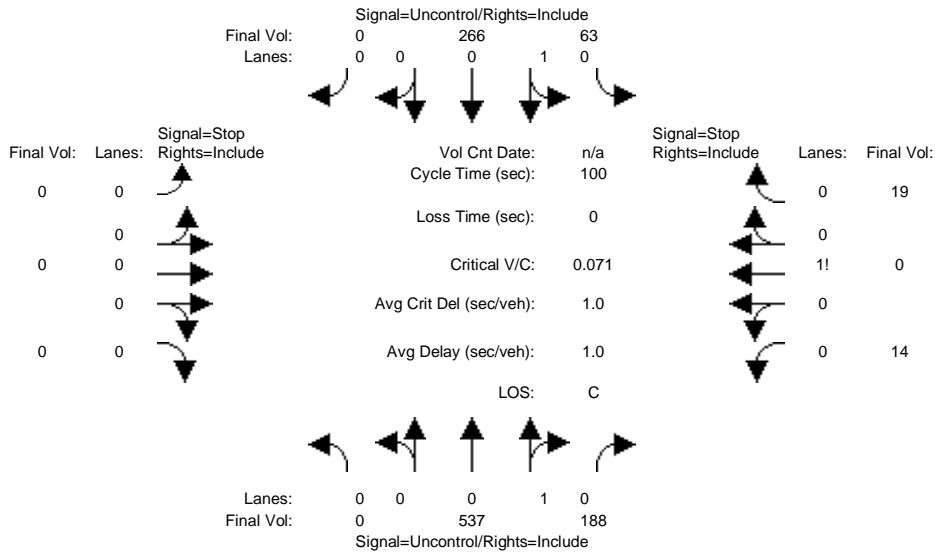 Signal=Uncontrol/Rights=Include
Final Vol: 0 266 63
Lanes: 0 0 0 1 0
Signal=Stop Signal=Stop
Final Vol: Lanes: Rights=Include Vol Cnt Date: n/a Rights=Include Lanes: Final Vol:
Cycle Time (sec): 100
0 0 0 19
Loss Time (sec): 0
0 0
0 0 Critical V/C: 0.071 1! 0
0 Avg Crit Del (sec/veh): 1.0 0
0 0 Avg Delay (sec/veh): 1.0 0 14
LOS: C
Lanes: 0 0 0 1 0
Final Vol: 0 537 188
Signal=Uncontrol/Rights=Include